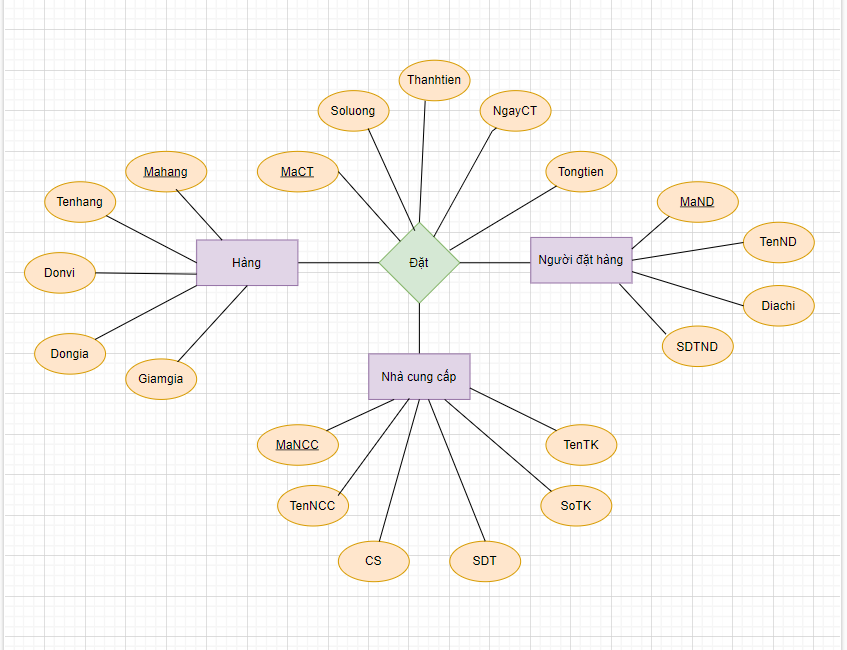 Thanhtien
Soluong
NgayCT
Mahang
MaCT
Tongtien
Tenhang
MaND
TenND
Hàng
Đặt
Người đặt hàng
Donvi
Diachi
Dongia
SDTND
Giamgia
Nhà cung cấp
MaNCC
TenTK
TenNCC
SoTK
CS
SDT